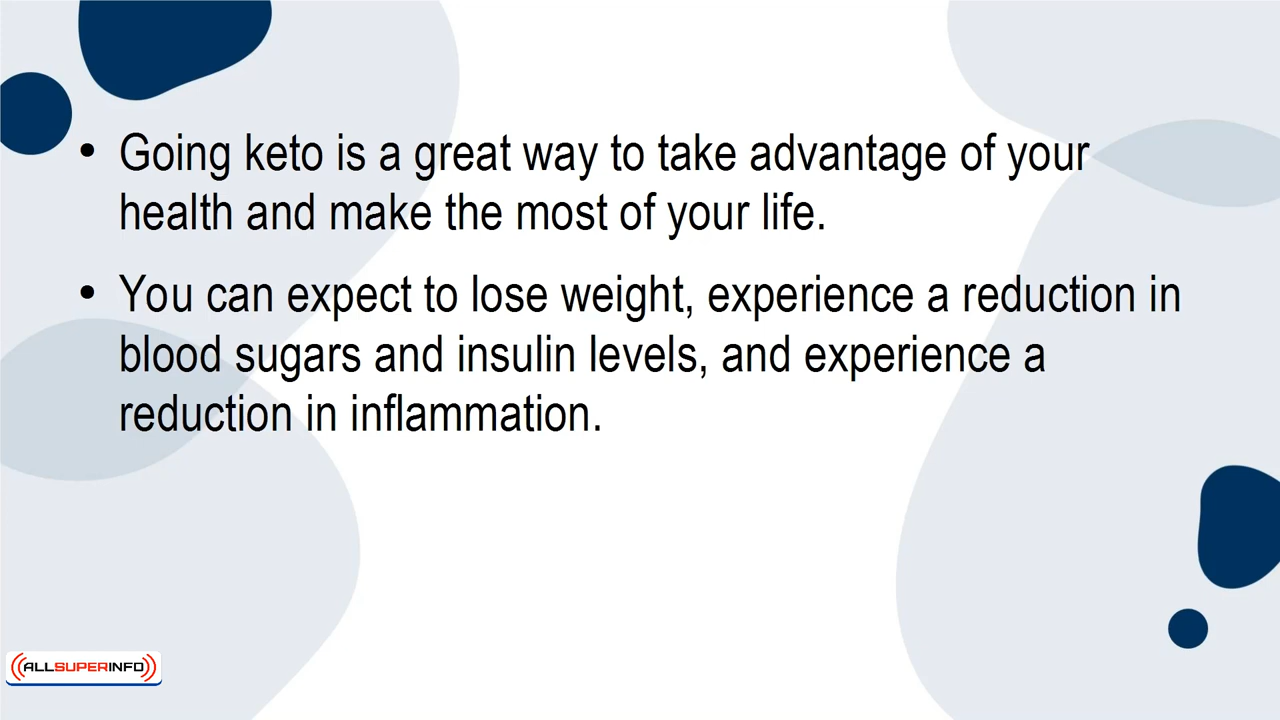 • Going keto is a great way to take advantage of your
health and make the most of your life.
• You can expect to lose weight, experience a reduction in
blood sugars and insulin levels, and experience a
reduction in inflammation.
ALLSUPERINFO